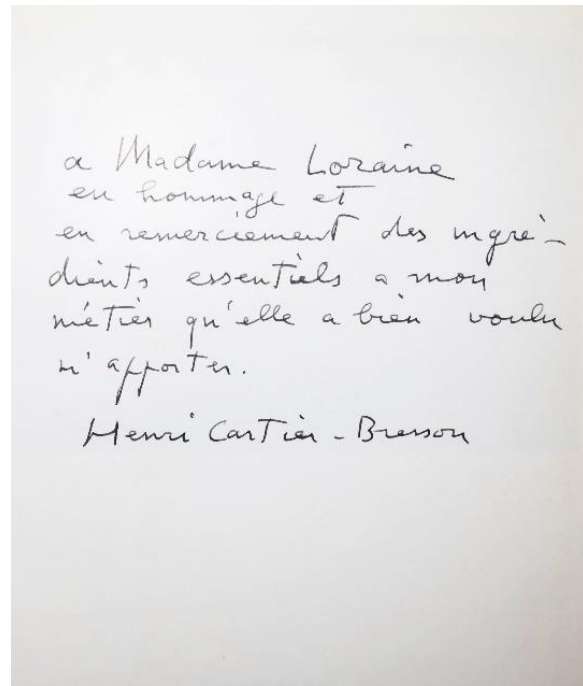 a Madame Loraine
en hommage et
en remerciement des ingré-
dients essentiels a mon
métier qu'elle a bien voulu
m'apporter.
Henri Cartier-Bresson